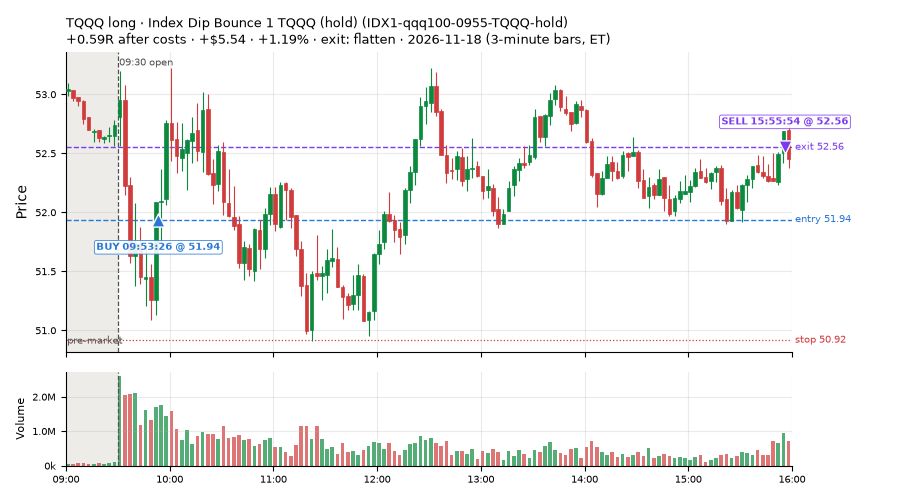 TQQQ long · Index Dip Bounce 1 TQQQ (hold) (IDX1-qqq100-0955-TQQQ-hold)
+0.59R after costs · +$5.54 · +1.19% · exit: flatten · 2026-11-18 (3-minute bars, ET)
09:30 open
53.0
SELL 15:55:54 @ 52.56
52.5
exit 52.56
Price
52.0
entry 51.94
BUY 09:53:26 @ 51.94
51.5
51.0
pre-market
stop 50.92
Volume
2.0M
1.0M
0k
09:00 10:00 11:00 12:00 13:00 14:00 15:00 16:00